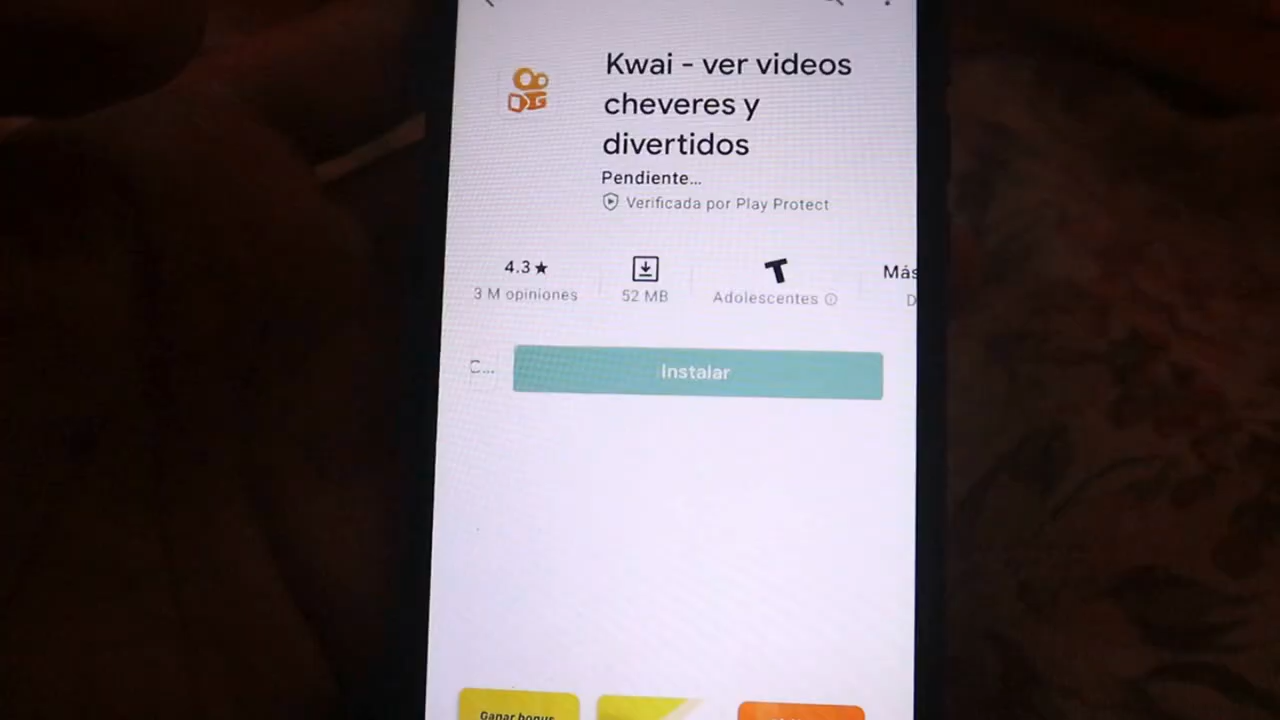 Kwai - ver videos
cheveres y
divertidos
Pendiente...
Verificada por Play Protect
4.3★
3 M opiniones
52 MB
T
Adolescentes
Más
D
C...
Instalar
Ganar bonus